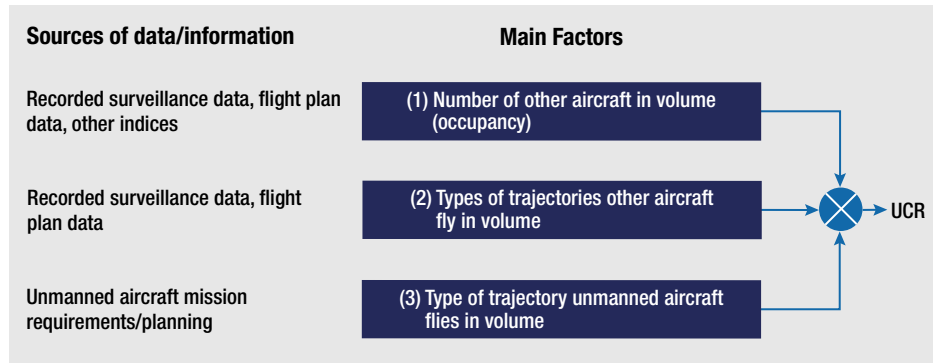 Sources of data/information
Main Factors
Recorded surveillance data, flight plan
data, other indices
(1) Number of other aircraft in volume
(occupancy)
Recorded surveillance data, flight
plan data
(2) Types of trajectories other aircraft
fly in volume
UCR
Unmanned aircraft mission
requirements/planning
(3) Type of trajectory unmanned aircraft
flies in volume